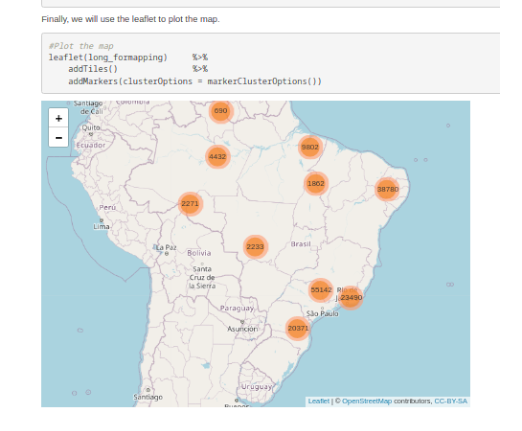 Finally, we will use the leaflet to plot the map.
#Plot the map
leaflet(long_formapping) %>%
addTiles() %>%
addMarkers(clusterOptions = markerClusterOptions())
+
−
Santiago
de Cali
Colombia
690
Quito
Ecuador
4432
9802
1862
38780
2271
Perú
Lima
La Paz
Bolivia
2233
Brasil
Santa
Cruz de
la Sierra
55142
23490
São Paulo
Paraguay
Asunción
20371
Uruguay
Santiago
Leaflet | © OpenStreetMap contributors, CC-BY-SA